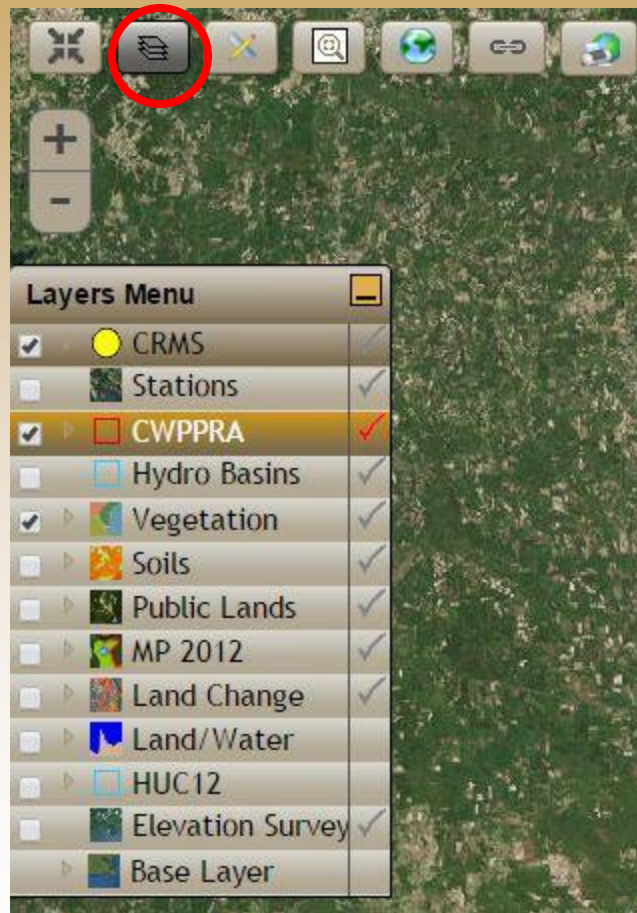 +
-
Layers Menu
CRMS
Stations
CWPPRA
Hydro Basins
Vegetation
Soils
Public Lands
MP 2012
Land Change
Land/Water
HUC12
Elevation Survey
Base Layer